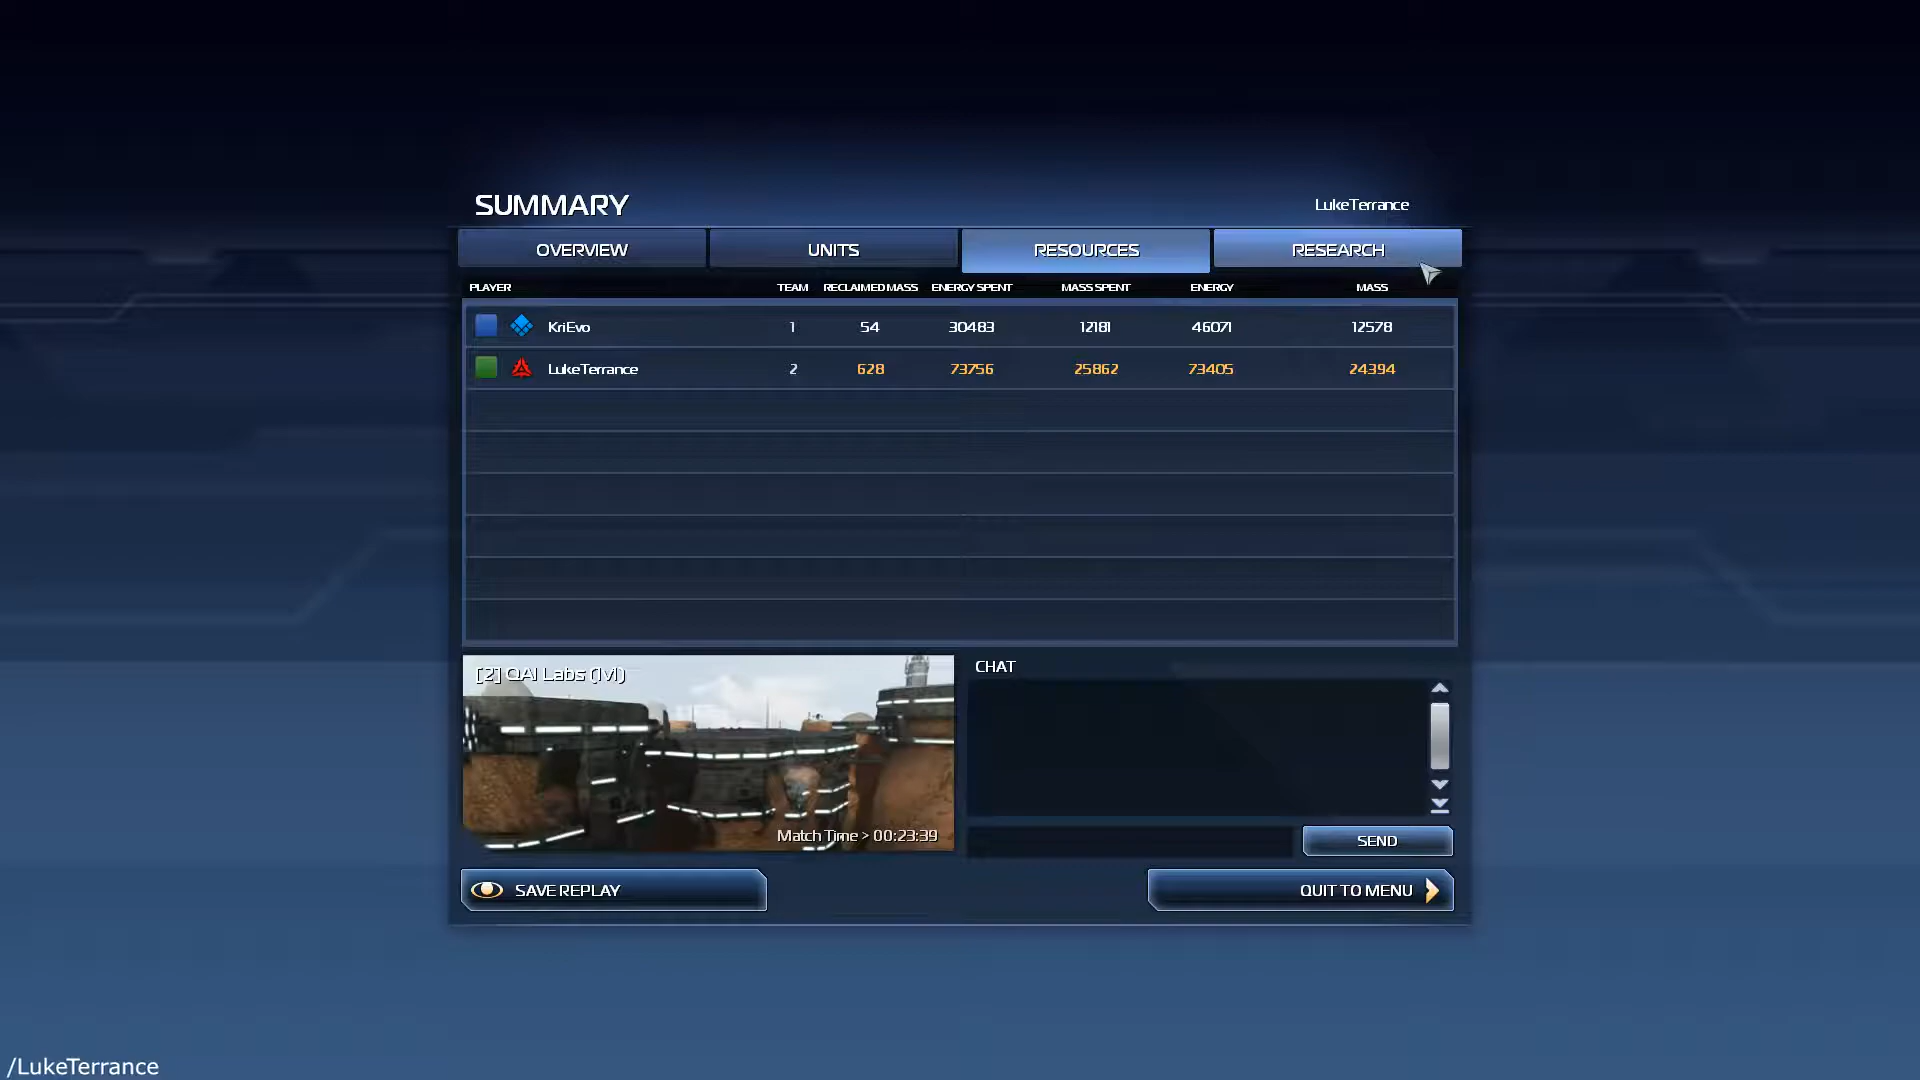 SUMMARY
LukeTerrance
OVERVIEW UNITS RESOURCES RESEARCH
PLAYER TEAM RECLAIMED MASS ENERGY SPENT MASS SPENT ENERGY MASS
KriEvo 1 54 30483 12181 46071 12578
LukeTerrance 2 628 73756 25862 73405 24394
[2] QAI Labs (1v1)
Match Time > 00:23:39
CHAT
SEND
SAVE REPLAY
QUIT TO MENU
/LukeTerrance